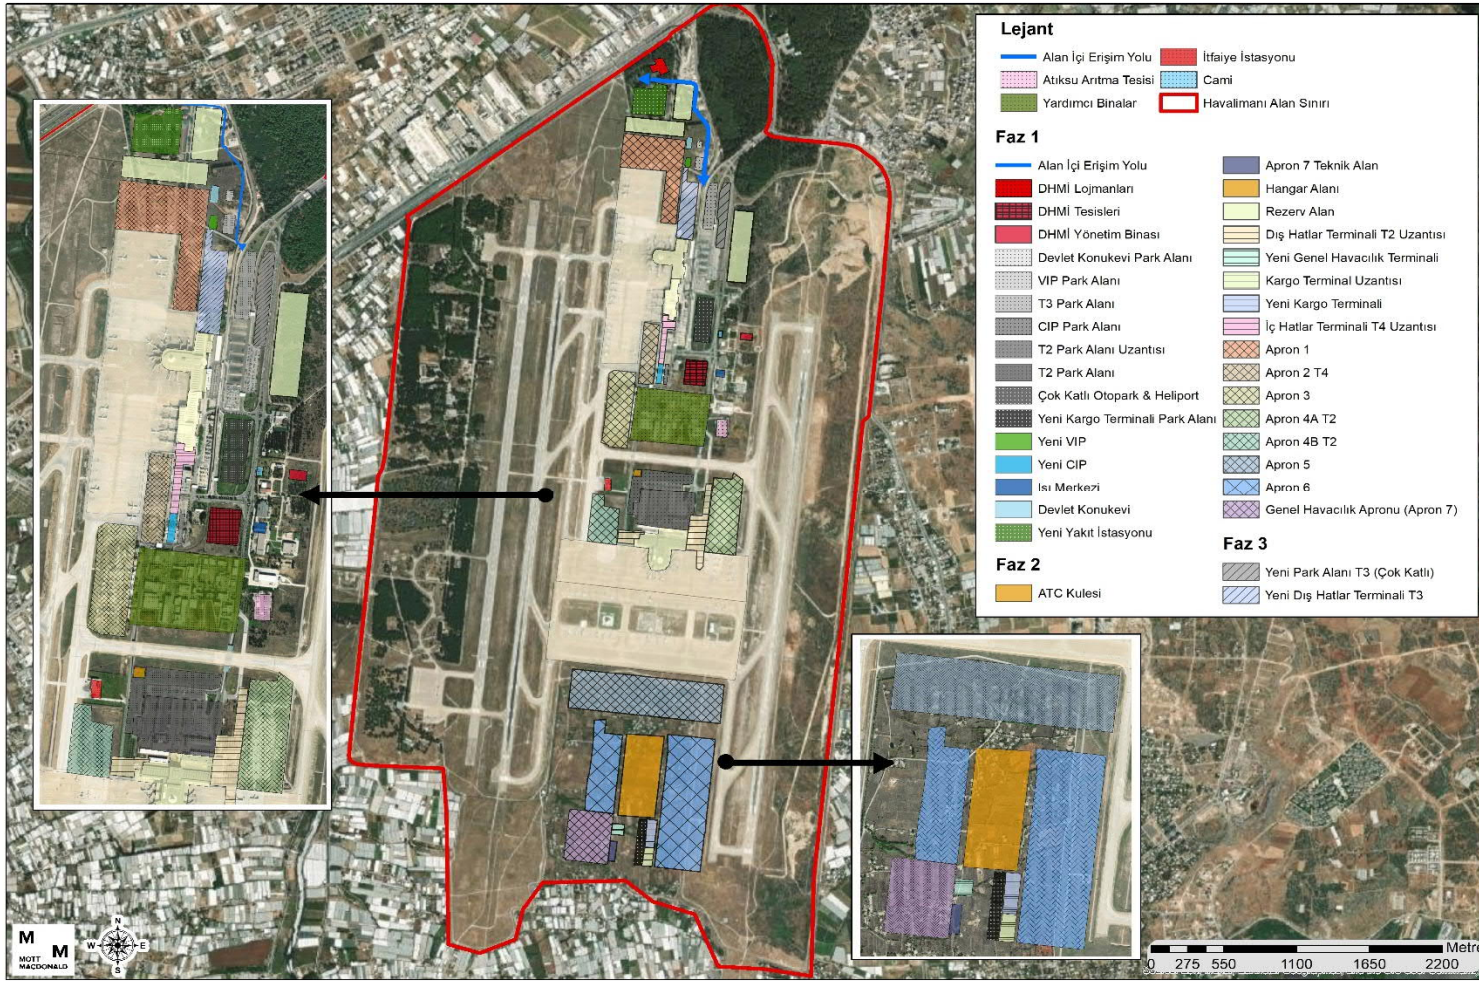 Lejant
Alan İçi Erişim Yolu
İtfaiye İstasyonu
Atıksu Arıtma Tesisi
Cami
Yardımcı Binalar
Havalimanı Alan Sınırı
Faz 1
Alan İçi Erişim Yolu
DHMİ Lojmanları
DHMİ Tesisleri
DHMİ Yönetim Binası
Devlet Konukevi Park Alanı
VIP Park Alanı
T3 Park Alanı
CIP Park Alanı
T2 Park Alanı Uzantısı
T2 Park Alanı
Çok Katlı Otopark & Heliport
Yeni Kargo Terminali Park Alanı
Yeni VIP
Yeni CIP
Isı Merkezi
Devlet Konukevi
Yeni Yakıt İstasyonu
Apron 7 Teknik Alan
Hangar Alanı
Rezerv Alan
Dış Hatlar Terminali T2 Uzantısı
Yeni Genel Havacılık Terminali
Kargo Terminal Uzantısı
Yeni Kargo Terminali
İç Hatlar Terminali T4 Uzantısı
Apron 1
Apron 2 T4
Apron 3
Apron 4A T2
Apron 4B T2
Apron 5
Apron 6
Genel Havacılık Apronu (Apron 7)
Faz 2
ATC Kulesi
Faz 3
Yeni Park Alanı T3 (Çok Katlı)
Yeni Dış Hatlar Terminali T3
M
M
MOTT
MACDONALD
N
W
E
S
Metre
0 275 550 1100 1650 2200